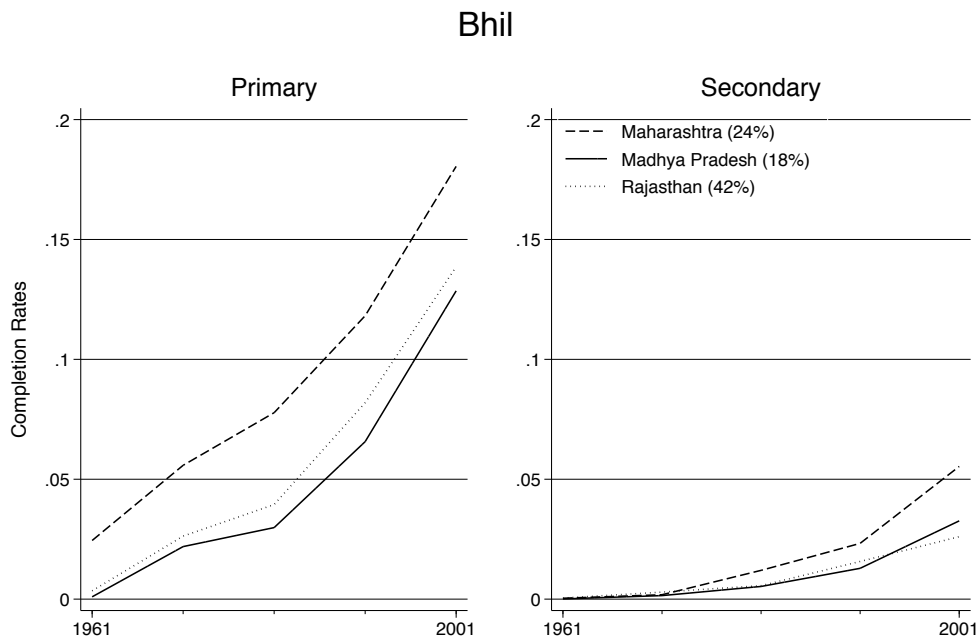 Bhil
Primary
Secondary
Completion Rates
.2
.15
.1
.05
0
1961
2001
.2
.15
.1
.05
0
1961
2001
Maharashtra (24%)
Madhya Pradesh (18%)
Rajasthan (42%)